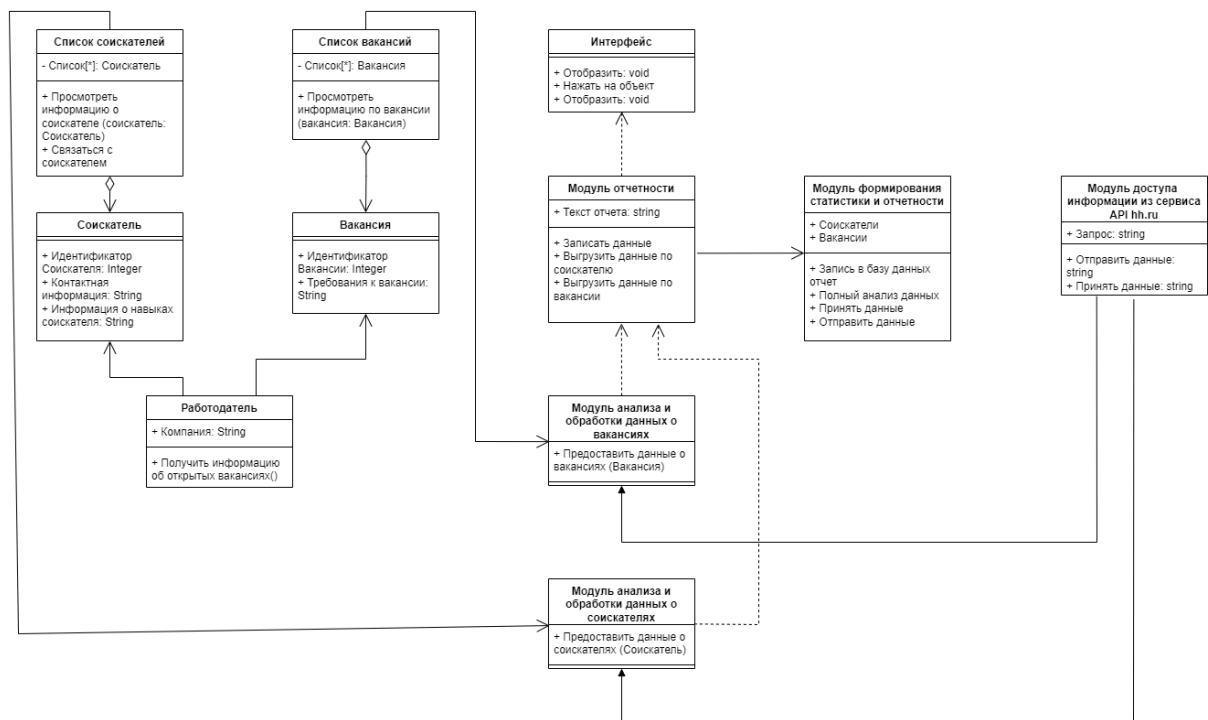 Список соискателей
- Список[*]: Соискатель
+ Просмотреть
информацию о
соискателе (соискатель:
Соискатель)
+ Связаться с
соискателем
Список вакансий
- Список[*]: Вакансия
+ Просмотреть
информацию по вакансии
(вакансия: Вакансия)
Интерфейс
+ Отобразить: void
+ Нажать на объект
+ Отобразить: void
Соискатель
+ Идентификатор
Соискателя: Integer
+ Контактная
информация: String
+ Информация о навыках
соискателя: String
Вакансия
+ Идентификатор
Вакансии: Integer
+ Требования к вакансии:
String
Модуль отчетности
+ Текст отчета: string
+ Записать данные
+ Выгрузить данные по
соискателю
+ Выгрузить данные по
вакансии
Модуль формирования
статистики и отчетности
+ Соискатели
+ Вакансии
+ Запись в базу данных
отчет
+ Полный анализ данных
+ Принять данные
+ Отправить данные
Модуль доступа
информации из сервиса
API hh.ru
+ Запрос: string
+ Отправить данные:
string
+ Принять данные: string
Работодатель
+ Компания: String
+ Получить информацию
об открытых вакансиях()
Модуль анализа и
обработки данных о
вакансиях
+ Предоставить данные о
вакансиях (Вакансия)
Модуль анализа и
обработки данных о
соискателях
+ Предоставить данные о
соискателях (Соискатель)